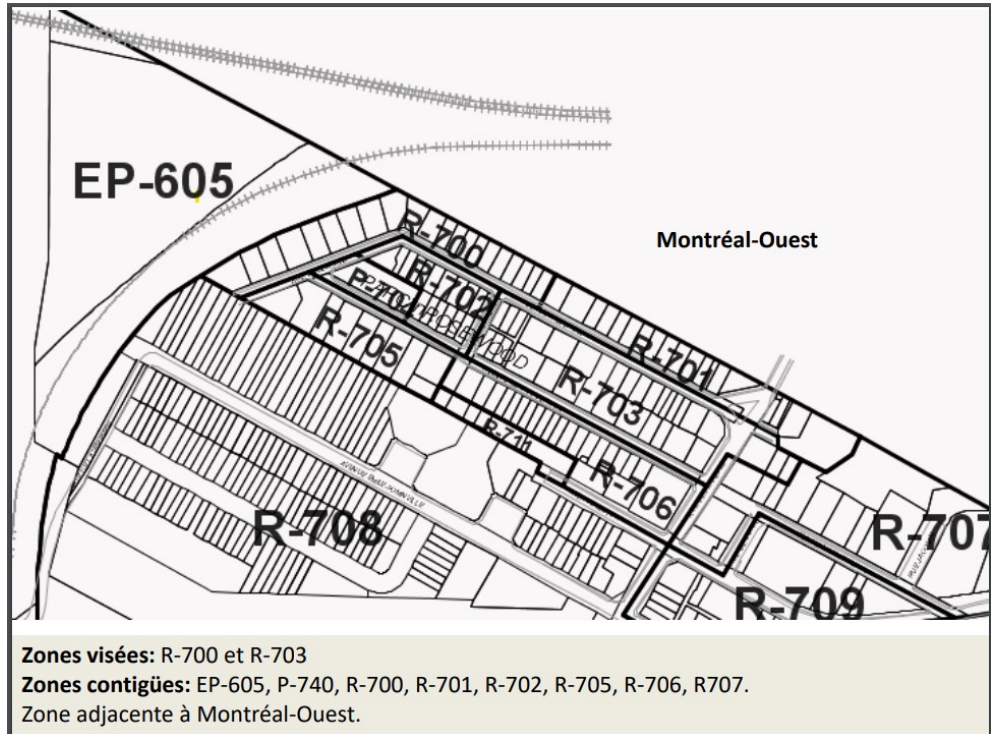 EP-605
Montréal-Ouest
R-700
R-702
R-701
R-705
R-703
R-711
R-706
R-708
R-707
R-709
Zones visées: R-700 et R-703
Zones contigües: EP-605, P-740, R-700, R-701, R-702, R-705, R-706, R707.
Zone adjacente à Montréal-Ouest.